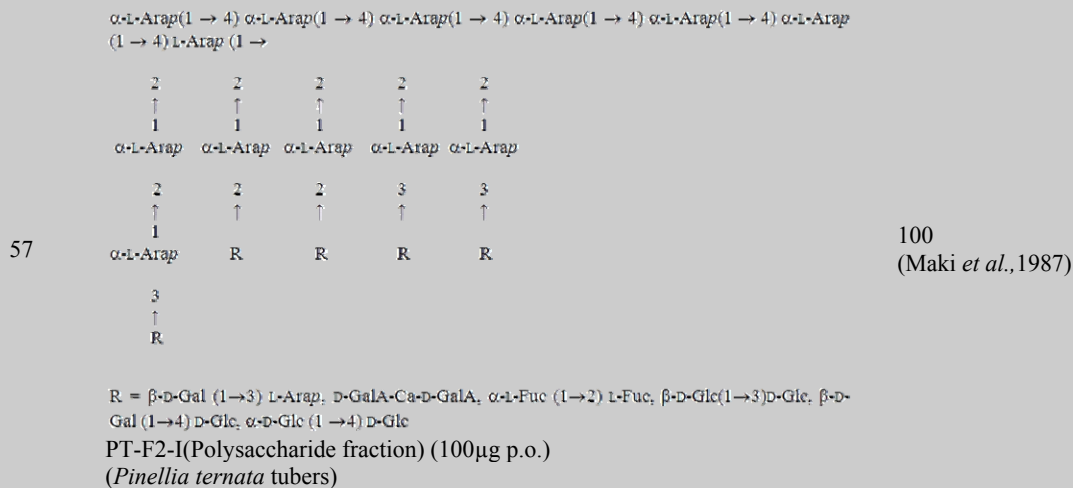 α-L-Arap(1 → 4) α-L-Arap(1 → 4) α-L-Arap(1 → 4) α-L-Arap(1 → 4) α-L-Arap(1 → 4) α-L-Arap
(1 → 4) L-Arap (1 →
2 2 2 2 2
↑ ↑ ↑ ↑ ↑
1 1 1 1 1
α-L-Arap α-L-Arap α-L-Arap α-L-Arap α-L-Arap
2 2 2 3 3
↑ ↑ ↑ ↑ ↑
1
57 α-L-Arap R R R R 100
(Maki et al.,1987)
3
↑
R
R = β-D-Gal (1→3) L-Arap, D-GalA-Ca-D-GalA, α-L-Fuc (1→2) L-Fuc, β-D-Glc(1→3)D-Glc, β-D-
Gal (1→4) D-Glc, α-D-Glc (1 →4) D-Glc
PT-F2-I(Polysaccharide fraction) (100µg p.o.)
(Pinellia ternata tubers)